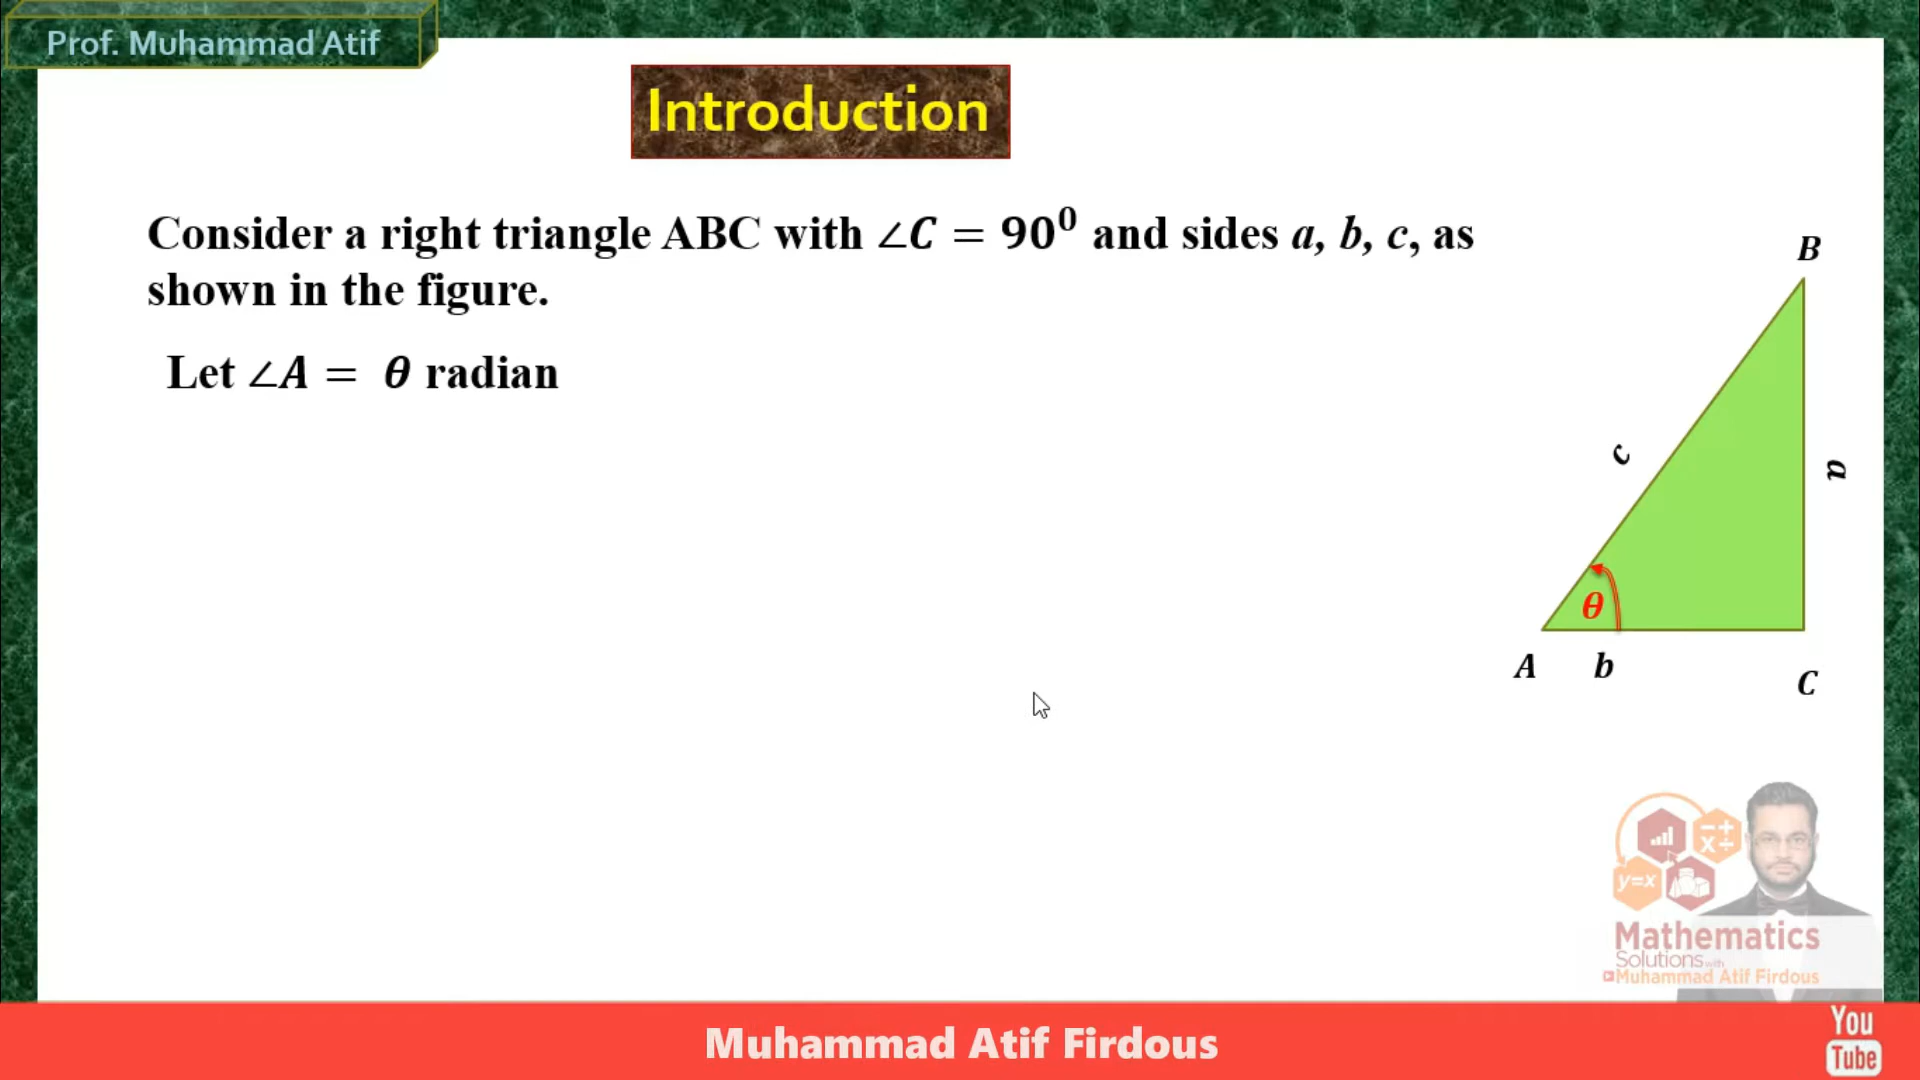 Prof. Muhammad Atif
Introduction
Consider a right triangle ABC with ∠C = 90⁰ and sides a, b, c, as
shown in the figure.
Let ∠A = θ radian
B
c
a
θ
A
b
C
−+
x÷
y=x
Mathematics
Solutions with
Muhammad Atif Firdous
Muhammad Atif Firdous
You
Tube